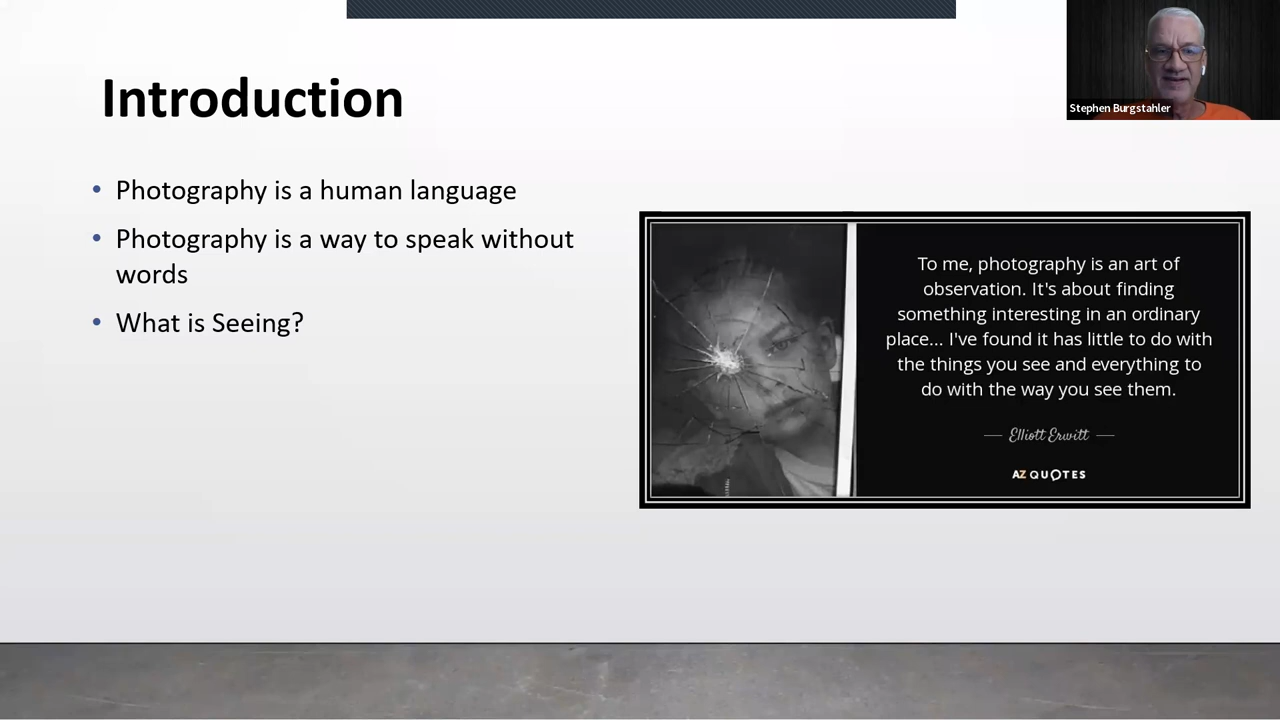 Introduction
Stephen Burgstahler
• Photography is a human language
• Photography is a way to speak without
words
• What is Seeing?
To me, photography is an art of
observation. It's about finding
something interesting in an ordinary
place... I've found it has little to do with
the things you see and everything to
do with the way you see them.
— Elliott Erwitt —
AZ QUOTES